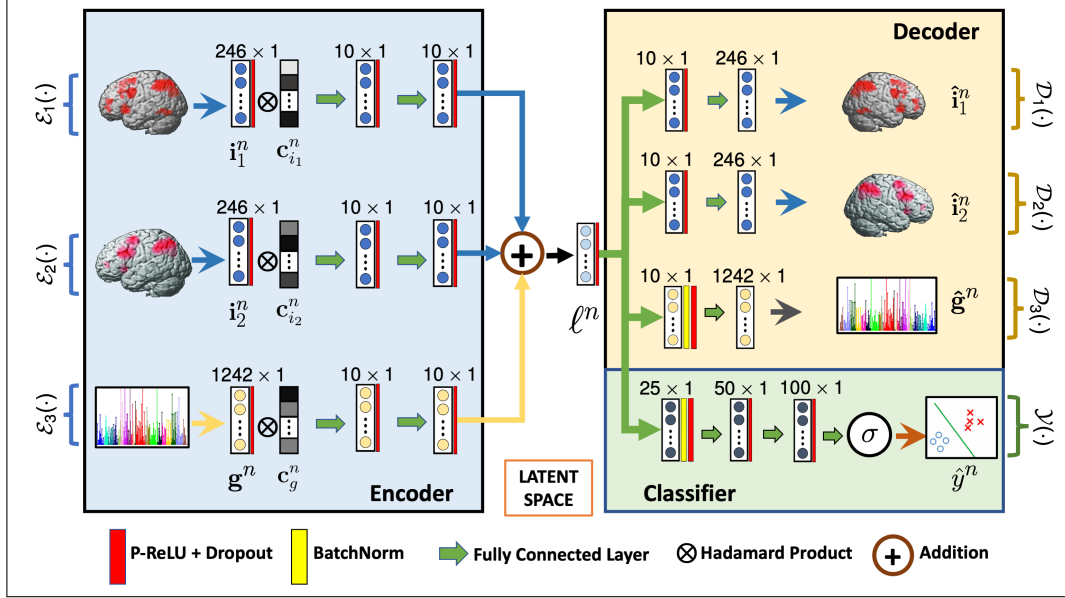 Decoder
246 × 1
10 × 1
10 × 1
10 × 1
246 × 1
ℰ₁(·)
𝐢₁ⁿ
𝐜ⁿ_{i₁}
𝐢̂₁ⁿ
𝒟₁(·)
246 × 1
10 × 1
10 × 1
10 × 1
246 × 1
ℰ₂(·)
𝐢₂ⁿ
𝐜ⁿ_{i₂}
+
ℓⁿ
𝐢̂₂ⁿ
𝒟₂(·)
10 × 1
1242 × 1
𝐠̂ⁿ
𝒟₃(·)
1242 × 1
10 × 1
10 × 1
ℰ₃(·)
𝐠ⁿ
𝐜ⁿ_g
Encoder
LATENT
SPACE
25 × 1
50 × 1
100 × 1
σ
ŷⁿ
𝒴(·)
Classifier
P-ReLU + Dropout
BatchNorm
Fully Connected Layer
Hadamard Product
+
Addition